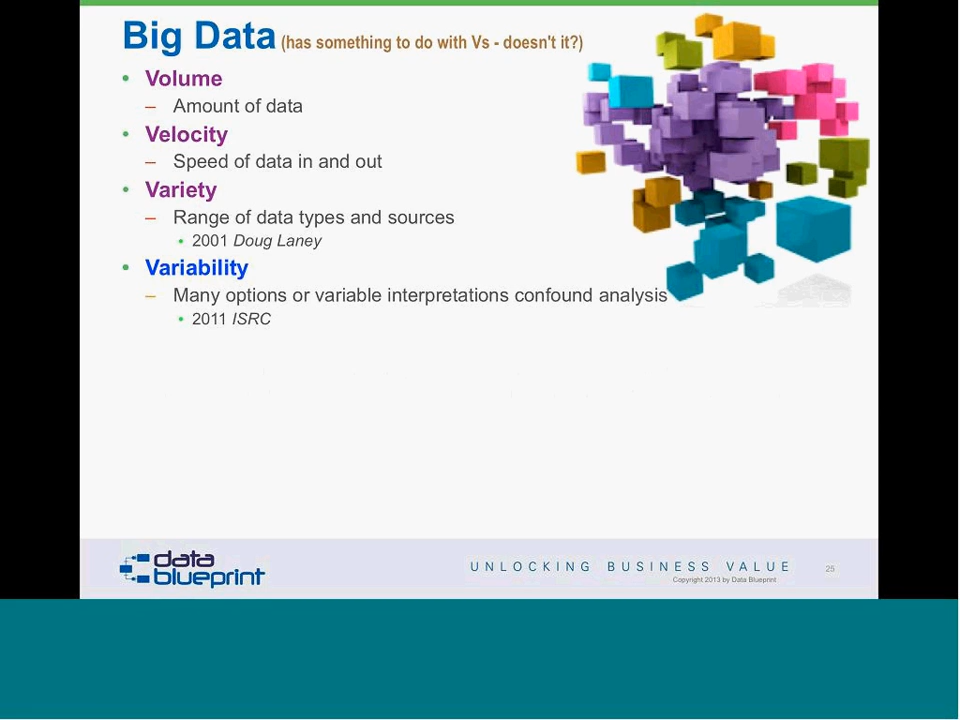 Big Data (has something to do with Vs - doesn't it?)
• Volume
– Amount of data
• Velocity
– Speed of data in and out
• Variety
– Range of data types and sources
• 2001 Doug Laney
• Variability
– Many options or variable interpretations confound analysis
• 2011 ISRC
data
blueprint
UNLOCKING BUSINESS VALUE
Copyright 2013 by Data Blueprint
25